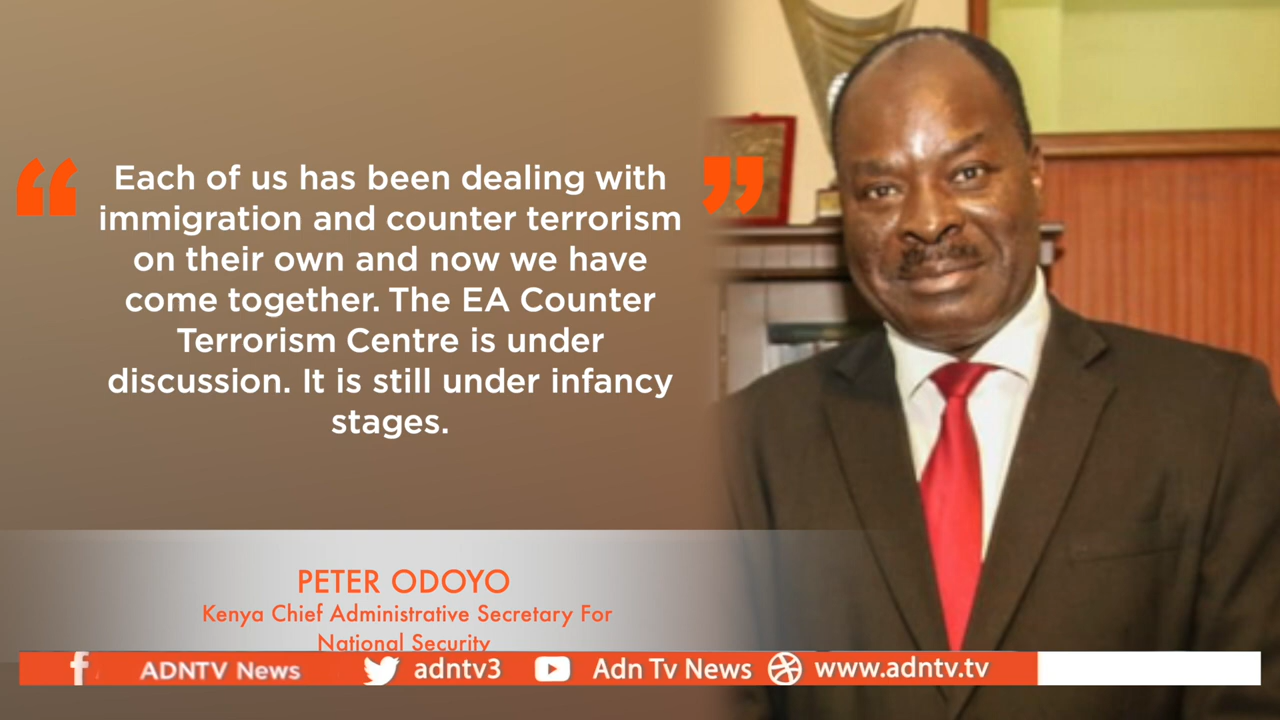 “
Each of us has been dealing with
immigration and counter terrorism
on their own and now we have
come together. The EA Counter
Terrorism Centre is under
discussion. It is still under infancy
stages.
”
PETER ODOYO
Kenya Chief Administrative Secretary For
National Security
f ADNTV News adntv3 Adn Tv News www.adntv.tv